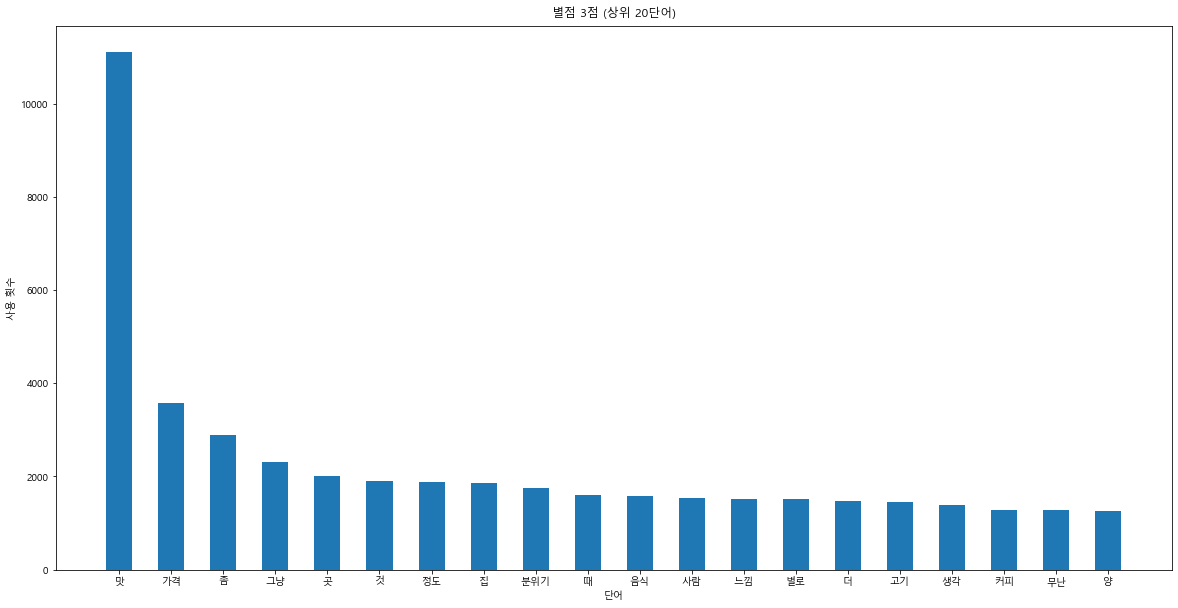 별점 3점 (상위 20단어)
사용 횟수
10000
8000
6000
4000
2000
0
맛 가격 좀 그냥 곳 것 정도 집 분위기 때 음식 사람 느낌 별로 더 고기 생각 커피 무난 양
단어